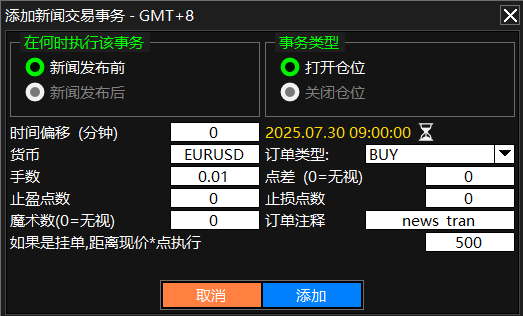 添加新闻交易事务 - GMT+8
在何时执行该事务
新闻发布前
新闻发布后
事务类型
打开仓位
关闭仓位
时间偏移 (分钟) 0 2025.07.30 09:00:00
货币 EURUSD 订单类型: BUY
手数 0.01 点差 (0=无视) 0
止盈点数 0 止损点数 0
魔术数(0=无视) 0 订单注释 news tran
如果是挂单,距离现价*点执行 500
取消 添加